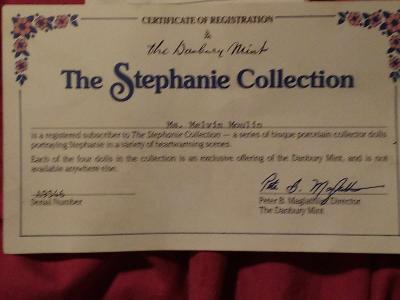 CERTIFICATE OF REGISTRATION
&
The Danbury Mint
The Stephanie Collection
Ms. Melvin Moulin
is a registered subscriber to The Stephanie Collection — a series of bisque porcelain collector dolls
portraying Stephanie in a variety of heartwarming scenes.
Each of the four dolls in the collection is an exclusive offering of the Danbury Mint, and is not
available anywhere else.
A9546
Serial Number
Peter B. Maglathlin, Director
The Danbury Mint